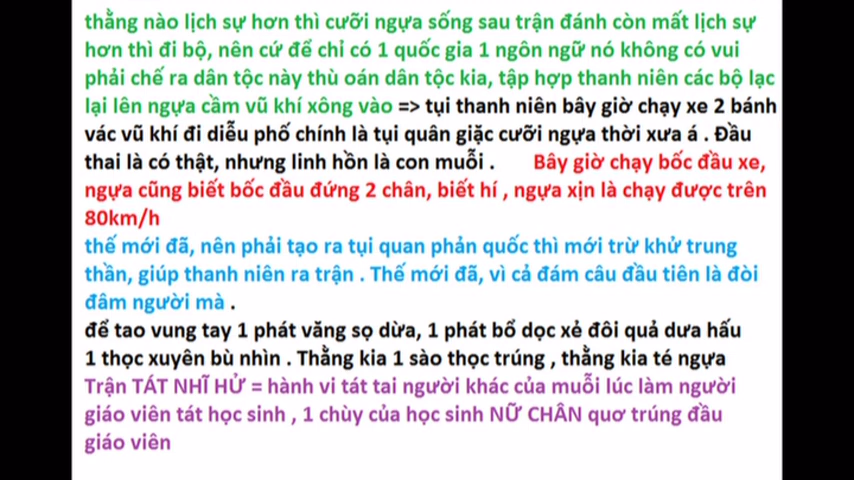 thằng nào lịch sự hơn thì cưỡi ngựa sống sau trận đánh còn mất lịch sự
hơn thì đi bộ, nên cứ để chỉ có 1 quốc gia 1 ngôn ngữ nó không có vui
phải chế ra dân tộc này thù oán dân tộc kia, tập hợp thanh niên các bộ lạc
lại lên ngựa cầm vũ khí xông vào => tụi thanh niên bây giờ chạy xe 2 bánh
vác vũ khí đi diễu phố chính là tụi quân giặc cưỡi ngựa thời xưa á . Đầu
thai là có thật, nhưng linh hồn là con muỗi . Bây giờ chạy bốc đầu xe,
ngựa cũng biết bốc đầu đứng 2 chân, biết hí , ngựa xịn là chạy được trên
80km/h
thế mới đã, nên phải tạo ra tụi quan phản quốc thì mới trừ khử trung
thần, giúp thanh niên ra trận . Thế mới đã, vì cả đám câu đầu tiên là đòi
đâm người mà .
để tao vung tay 1 phát văng sọ dừa, 1 phát bổ dọc xẻ đôi quả dưa hấu
1 thọc xuyên bù nhìn . Thằng kia 1 sào thọc trúng , thằng kia té ngựa
Trận TÁT NHĨ HỬ = hành vi tát tai người khác của muỗi lúc làm người
giáo viên tát học sinh , 1 chùy của học sinh NỮ CHÂN quơ trúng đầu
giáo viên